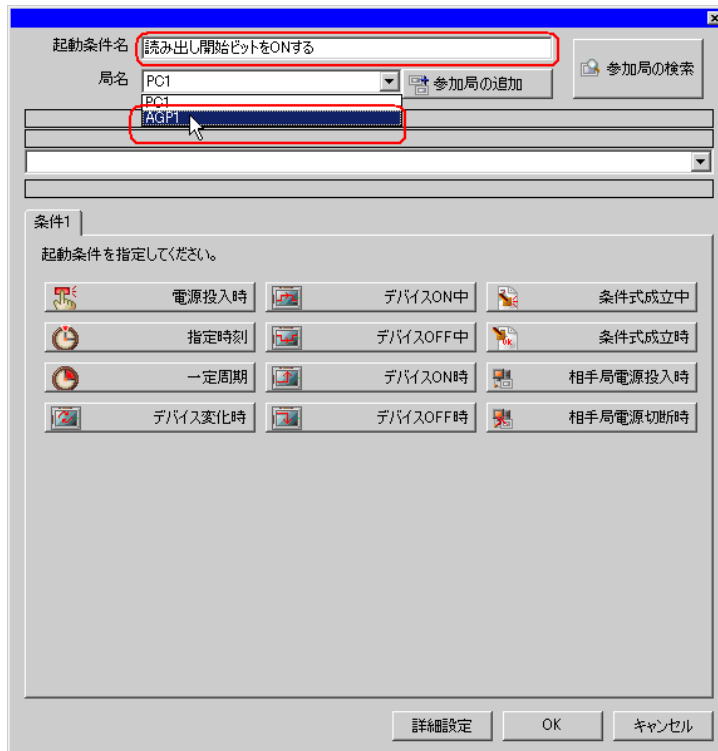 起動条件名 読み出し開始ビットをONする
参加局の検索
局名 PC1 参加局の追加
PC1
AGP1
条件1
起動条件を指定してください。
電源投入時 デバイスON中 条件式成立中
指定時刻 デバイスOFF中 条件式成立時
一定周期 デバイスON時 相手局電源投入時
デバイス変化時 デバイスOFF時 相手局電源切断時
詳細設定 OK キャンセル